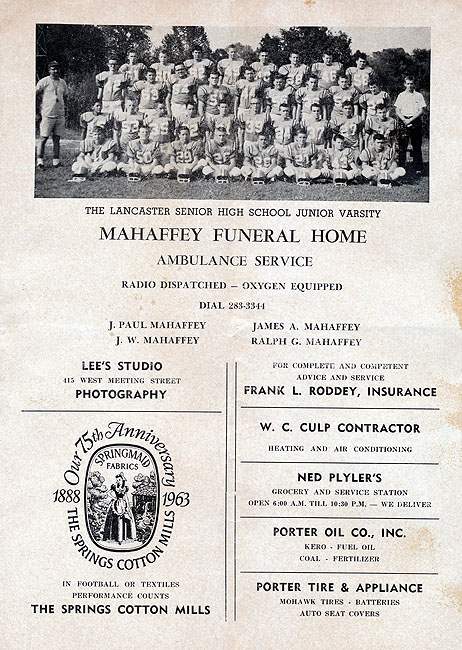 THE LANCASTER SENIOR HIGH SCHOOL JUNIOR VARSITY
MAHAFFEY FUNERAL HOME
AMBULANCE SERVICE
RADIO DISPATCHED — OXYGEN EQUIPPED
DIAL 283-3344
J. PAUL MAHAFFEY
J. W. MAHAFFEY
JAMES A. MAHAFFEY
RALPH G. MAHAFFEY
LEE'S STUDIO
415 WEST MEETING STREET
PHOTOGRAPHY
Our 75th Anniversary
SPRINGMAID
FABRICS
1888
1963
THE SPRINGS COTTON MILLS
IN FOOTBALL OR TEXTILES
PERFORMANCE COUNTS
THE SPRINGS COTTON MILLS
FOR COMPLETE AND COMPETENT
ADVICE AND SERVICE
FRANK L. RODDEY, INSURANCE
W. C. CULP CONTRACTOR
HEATING AND AIR CONDITIONING
NED PLYLER'S
GROCERY AND SERVICE STATION
OPEN 6:00 A.M. TILL 10:30 P.M. — WE DELIVER
PORTER OIL CO., INC.
KERO - FUEL OIL
COAL - FERTILIZER
PORTER TIRE & APPLIANCE
MOHAWK TIRES - BATTERIES
AUTO SEAT COVERS